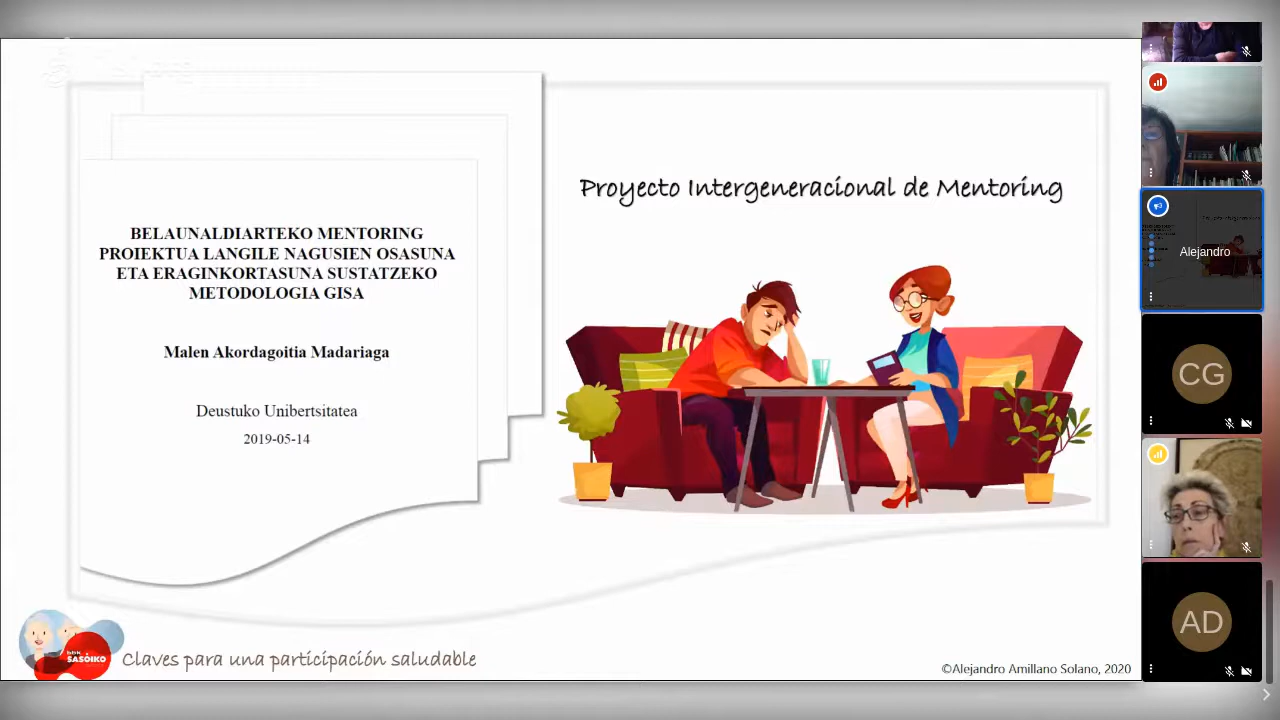 BELAUNALDIARTEKO MENTORING
PROIEKTUA LANGILE NAGUSIEN OSASUNA
ETA ERAGINKORTASUNA SUSTATZEKO
METODOLOGIA GISA
Malen Akordagoitia Madariaga
Deustuko Unibertsitatea
2019-05-14
Proyecto Intergeneracional de Mentoring
bbk
SASOIKO
Claves para una participación saludable
©Alejandro Amillano Solano, 2020
Alejandro
CG
AD